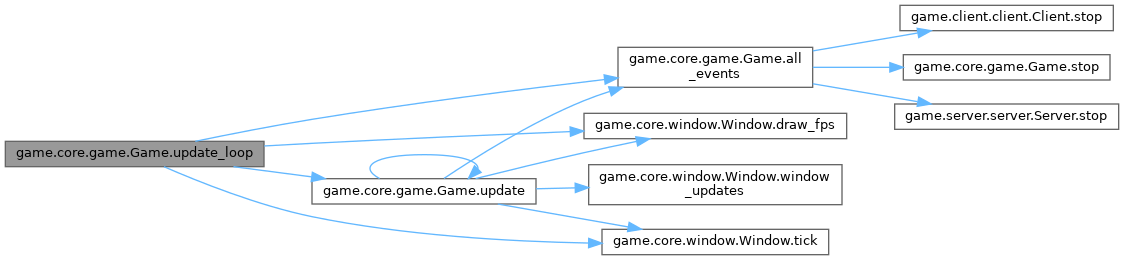 game.core.game.Game.update_loop
game.core.game.Game.update
game.core.game.Game.all
_events
game.core.window.Window.draw_fps
game.core.window.Window.window
_updates
game.core.window.Window.tick
game.client.client.Client.stop
game.core.game.Game.stop
game.server.server.Server.stop